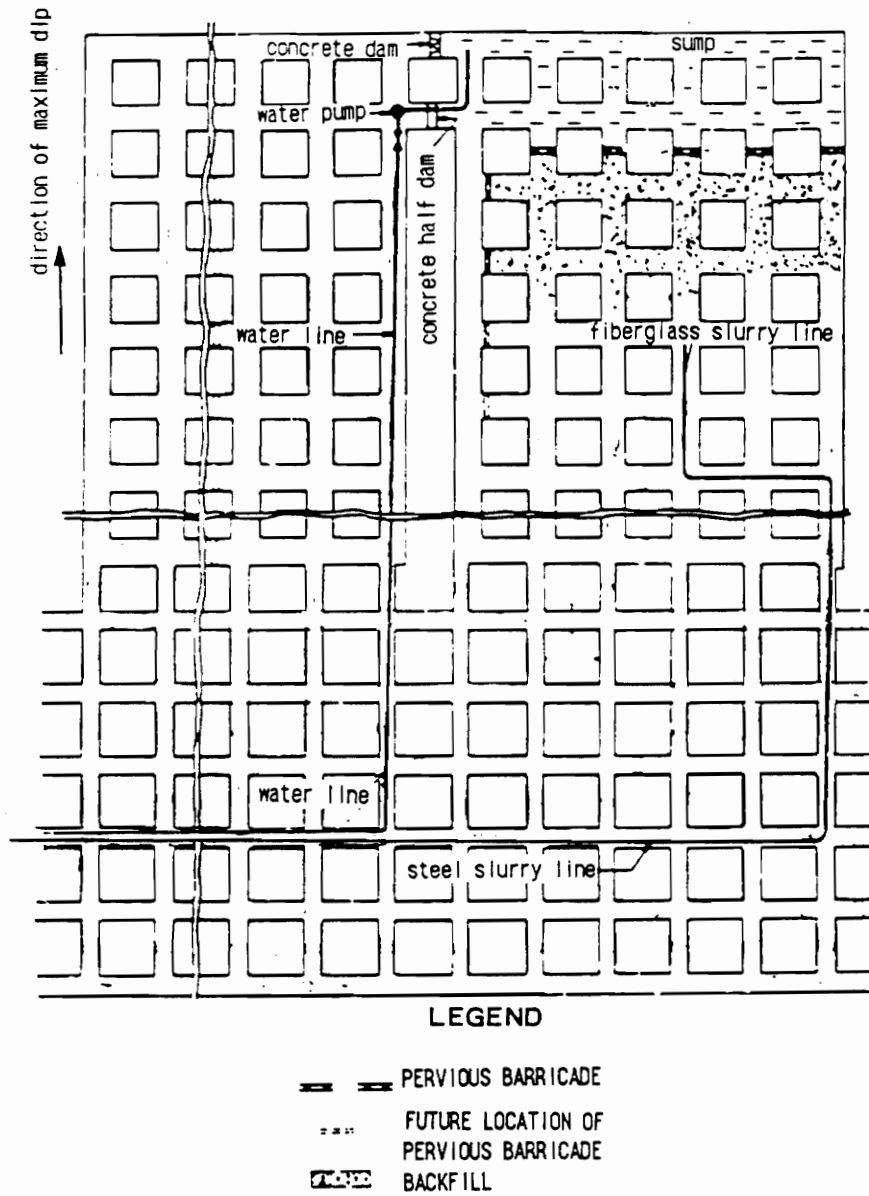 direction of maximum dip
concrete dam
sump
water pump
concrete half dam
water line
fiberglass slurry line
water line
steel slurry line
LEGEND
PERVIOUS BARRICADE
FUTURE LOCATION OF
PERVIOUS BARRICADE
BACKFILL